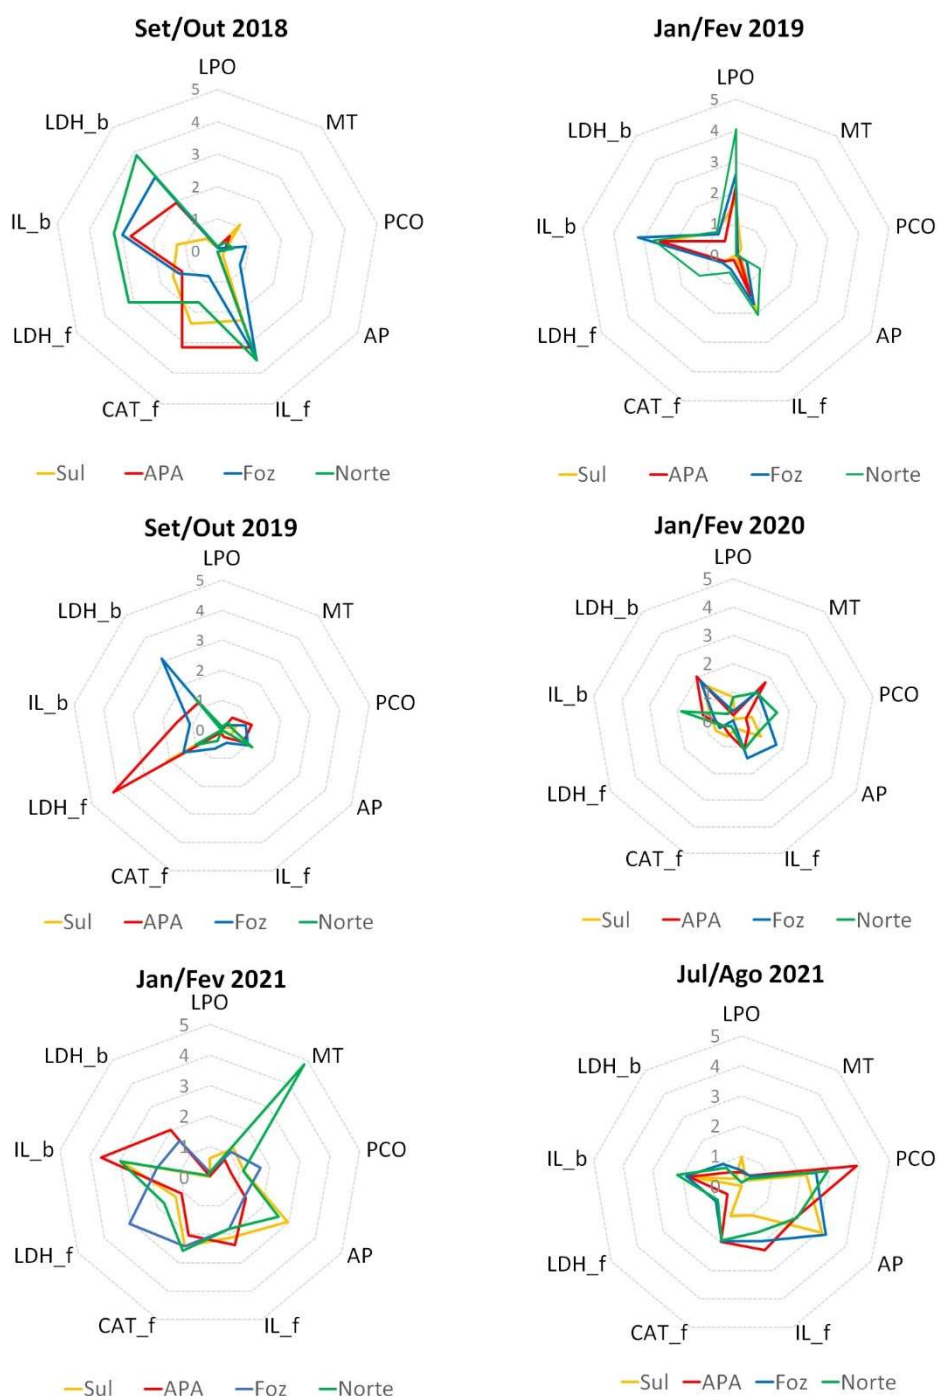 Set/Out 2018
LPO
5
LDH_b
MT
4
3
2
IL_b
1
PCO
0
LDH_f
AP
CAT_f
IL_f
Sul APA Foz Norte
Jan/Fev 2019
LPO
5
LDH_b
4
MT
3
2
IL_b
1
PCO
0
LDH_f
AP
CAT_f
IL_f
Sul APA Foz Norte
Set/Out 2019
LPO
5
LDH_b
MT
4
3
2
IL_b
1
PCO
0
LDH_f
AP
CAT_f
IL_f
Sul APA Foz Norte
Jan/Fev 2020
LPO
5
LDH_b
MT
4
3
2
IL_b
1
PCO
0
LDH_f
AP
CAT_f
IL_f
Sul APA Foz Norte
Jan/Fev 2021
LPO
5
LDH_b
MT
4
3
2
IL_b
1
PCO
0
LDH_f
AP
CAT_f
IL_f
Sul APA Foz Norte
Jul/Ago 2021
LPO
5
LDH_b
MT
4
3
2
IL_b
1
PCO
0
LDH_f
AP
CAT_f
IL_f
Sul APA Foz Norte